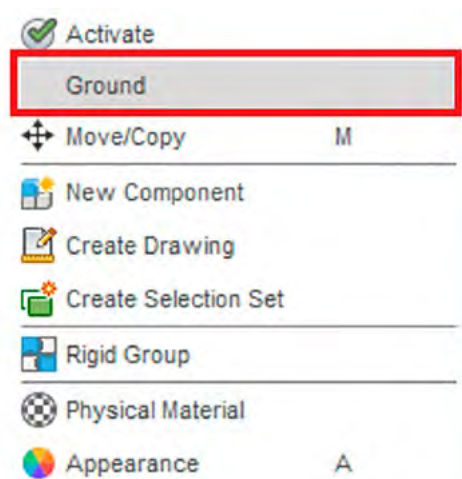 Activate
Ground
Move/Copy M
New Component
Create Drawing
Create Selection Set
Rigid Group
Physical Material
Appearance A